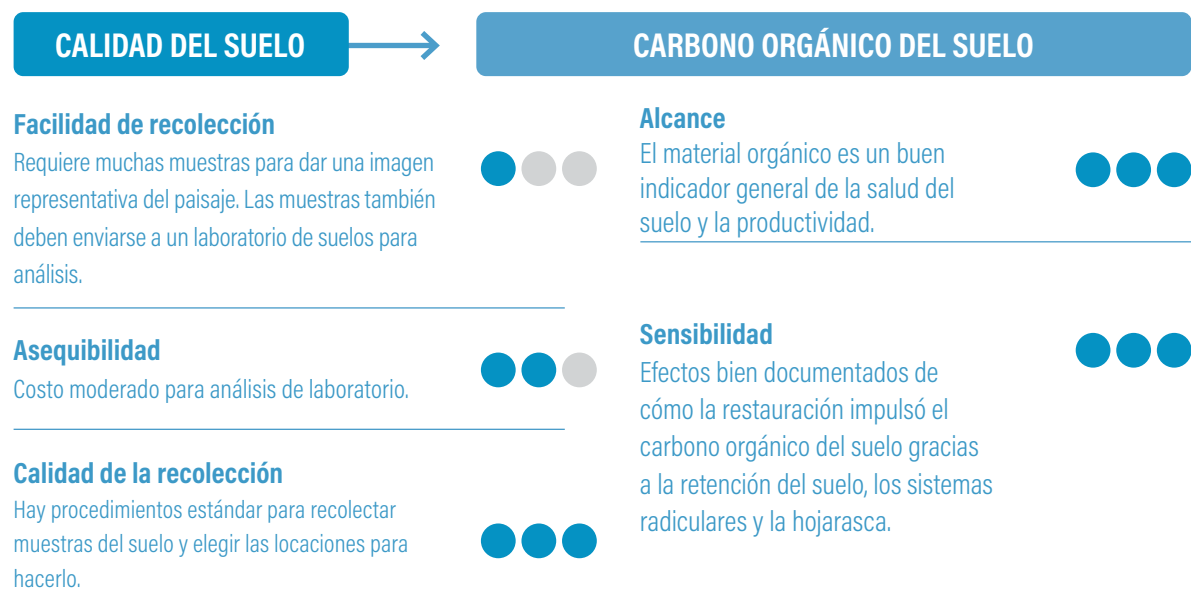 CALIDAD DEL SUELO
CARBONO ORGÁNICO DEL SUELO
Facilidad de recolección
Requiere muchas muestras para dar una imagen
representativa del paisaje. Las muestras también
deben enviarse a un laboratorio de suelos para
análisis.
Asequibilidad
Costo moderado para análisis de laboratorio.
Calidad de la recolección
Hay procedimientos estándar para recolectar
muestras del suelo y elegir las locaciones para
hacerlo.
Alcance
El material orgánico es un buen
indicador general de la salud del
suelo y la productividad.
Sensibilidad
Efectos bien documentados de
cómo la restauración impulsó el
carbono orgánico del suelo gracias
a la retención del suelo, los sistemas
radiculares y la hojarasca.